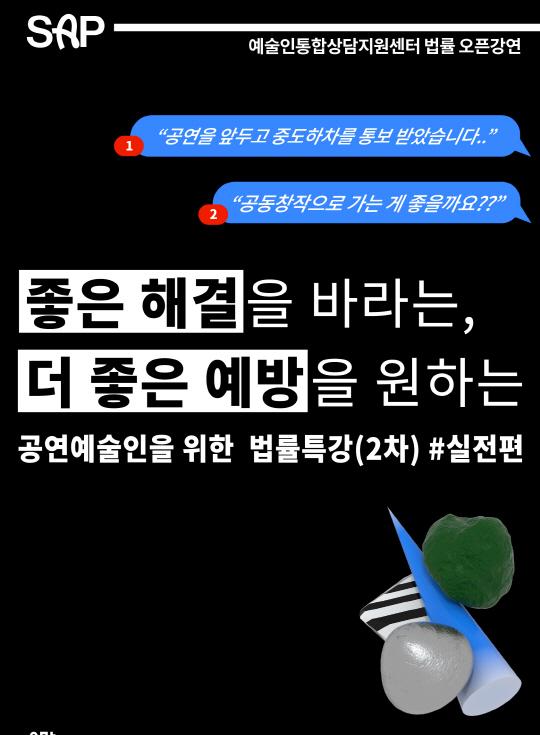 SAP
예술인통합상담지원센터 법률 오픈강연
“공연을 앞두고 중도하차를 통보 받았습니다..”
1
“공동창작으로 가는 게 좋을까요??”
2
좋은 해결을 바라는,
더 좋은 예방을 원하는
공연예술인을 위한 법률특강(2차) #실전편